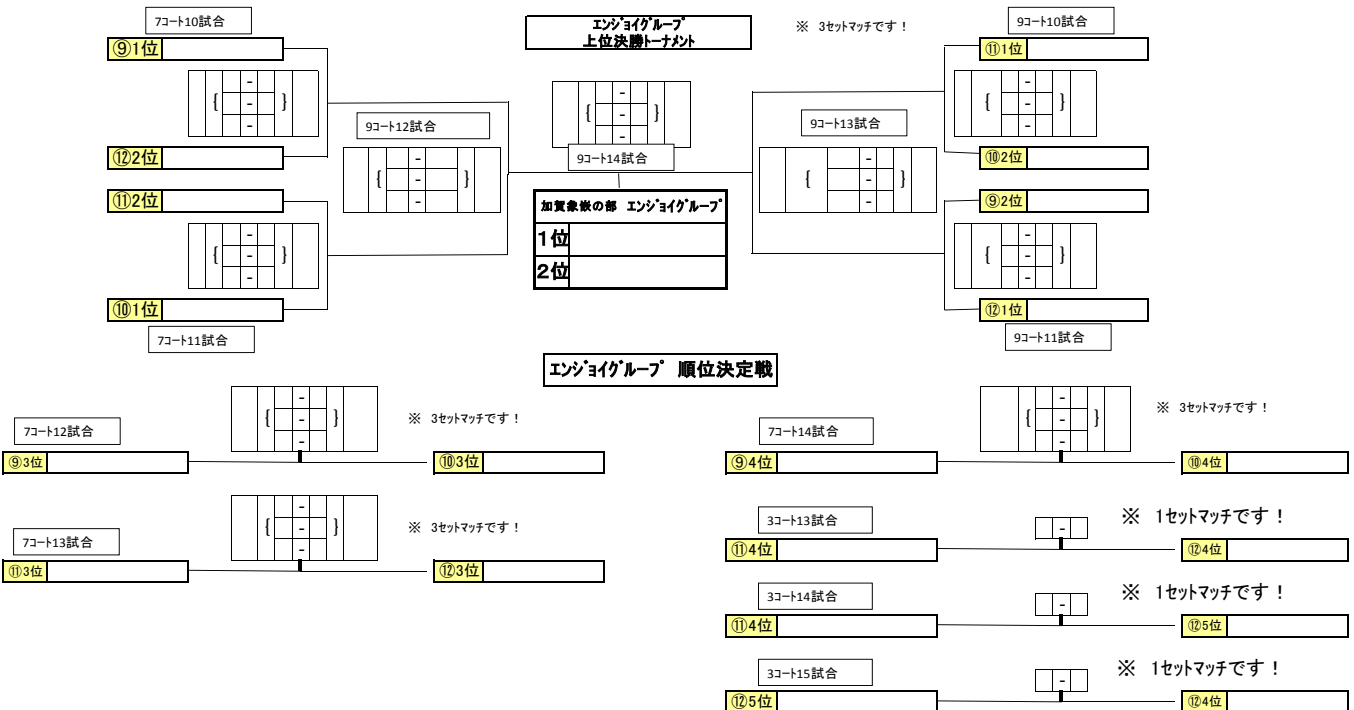 エンジョイグループ
上位決勝トーナメント
※ 3セットマッチです！
7コート10試合
⑨1位
{ - - - }
⑫2位
⑪2位
{ - - - }
⑩1位
7コート11試合
9コート12試合
{ - - - }
{ - - - }
9コート14試合
加賀象嵌の部 エンジョイグループ
1位
2位
9コート13試合
{ - - - }
9コート10試合
⑪1位
{ - - - }
⑩2位
⑨2位
{ - - - }
⑫1位
9コート11試合
エンジョイグループ 順位決定戦
7コート12試合
{ - - - }
※ 3セットマッチです！
⑨3位
⑩3位
7コート13試合
{ - - - }
※ 3セットマッチです！
⑪3位
⑫3位
7コート14試合
{ - - - }
※ 3セットマッチです！
⑨4位
⑩4位
3コート13試合
-
※ 1セットマッチです！
⑪4位
⑫4位
3コート14試合
-
※ 1セットマッチです！
⑪4位
⑫5位
3コート15試合
-
※ 1セットマッチです！
⑫5位
⑫4位